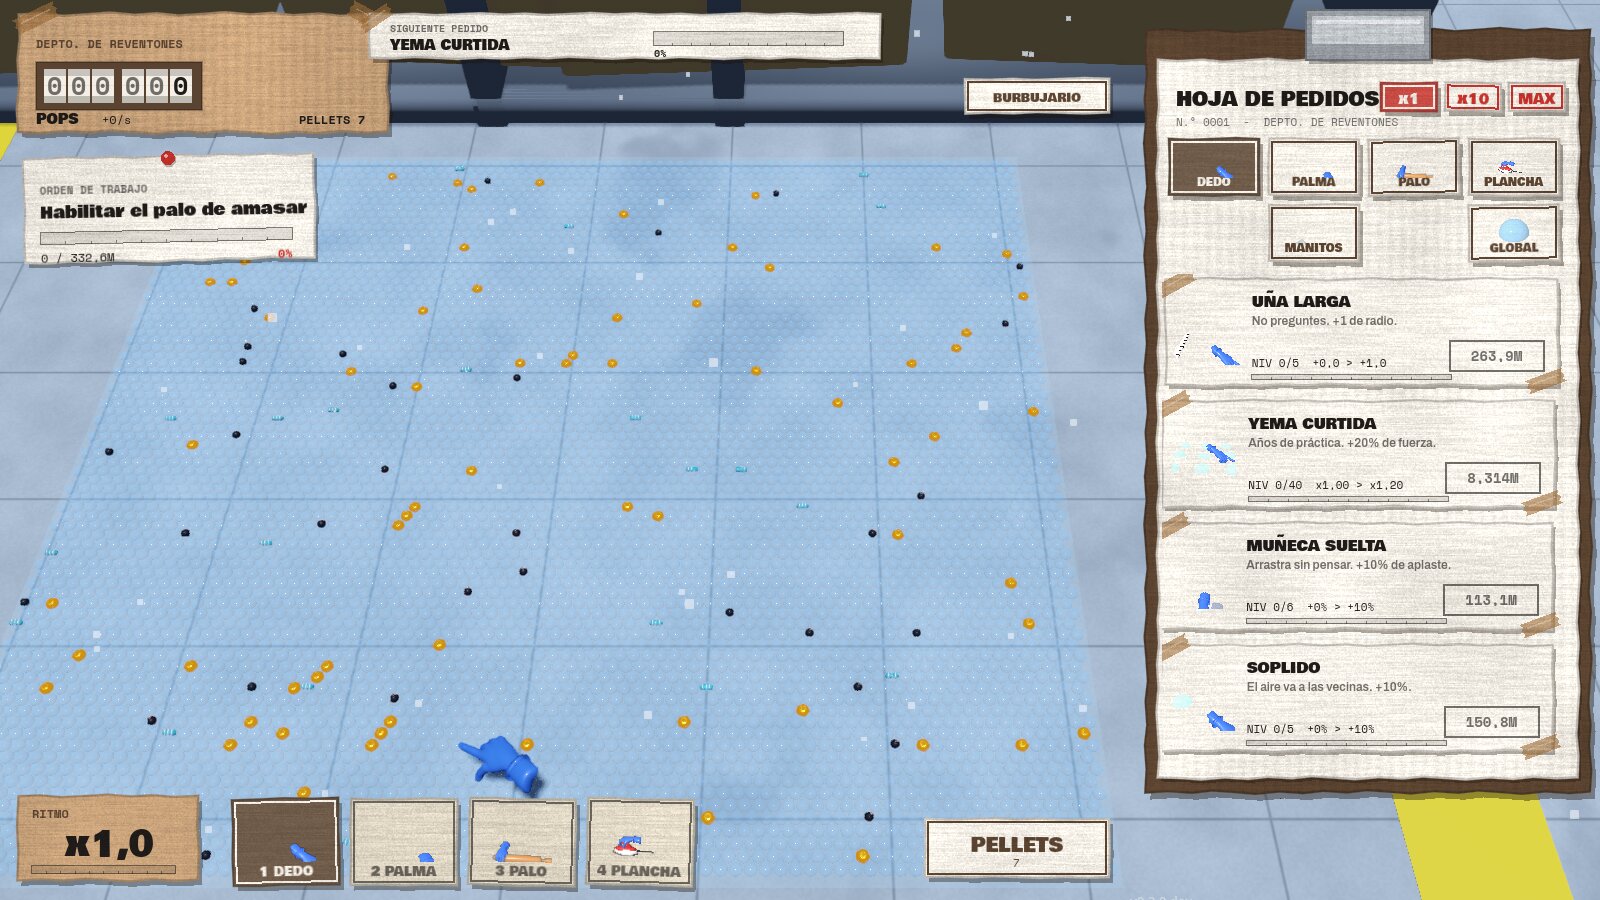 DEPTO. DE REVENTONES
000 000
POPS +0/s PELLETS 7
SIGUIENTE PEDIDO
YEMA CURTIDA
0%
BURBUJARIO
ORDEN DE TRABAJO
Habilitar el palo de amasar
0 / 332,6M 0%
HOJA DE PEDIDOS x1 x10 MAX
N.° 0001 - DEPTO. DE REVENTONES
DEDO PALMA PALO PLANCHA
MANITOS GLOBAL
UÑA LARGA
No preguntes. +1 de radio.
NIV 0/5 +0,0 > +1,0 263,9M
YEMA CURTIDA
Años de práctica. +20% de fuerza.
NIV 0/40 x1,00 > x1,20 8,314M
MUÑECA SUELTA
Arrastra sin pensar. +10% de aplaste.
NIV 0/6 +0% > +10% 113,1M
SOPLIDO
El aire va a las vecinas. +10%.
NIV 0/5 +0% > +10% 150,8M
RITMO
x1,0
1 DEDO 2 PALMA 3 PALO 4 PLANCHA
PELLETS
7